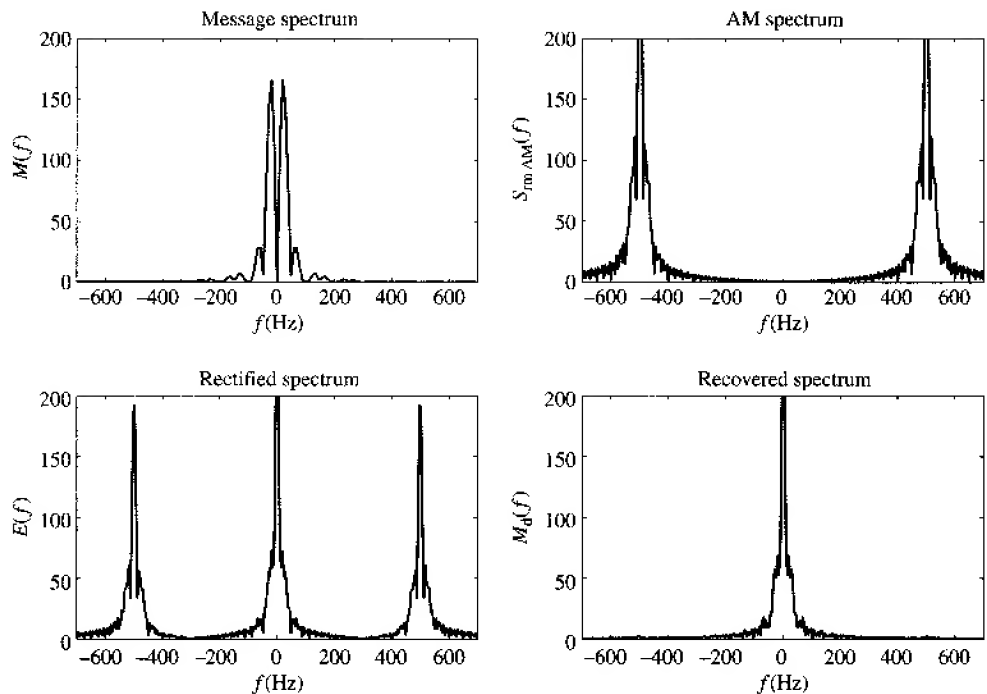 Message spectrum
200
150
100
50
0
M(f)
−600 −400 −200 0 200 400 600
f(Hz)
AM spectrum
200
150
100
50
0
S_rm AM(f)
−600 −400 −200 0 200 400 600
f(Hz)
Rectified spectrum
200
150
100
50
0
E(f)
−600 −400 −200 0 200 400 600
f(Hz)
Recovered spectrum
200
150
100
50
0
M_d(f)
−600 −400 −200 0 200 400 600
f(Hz)